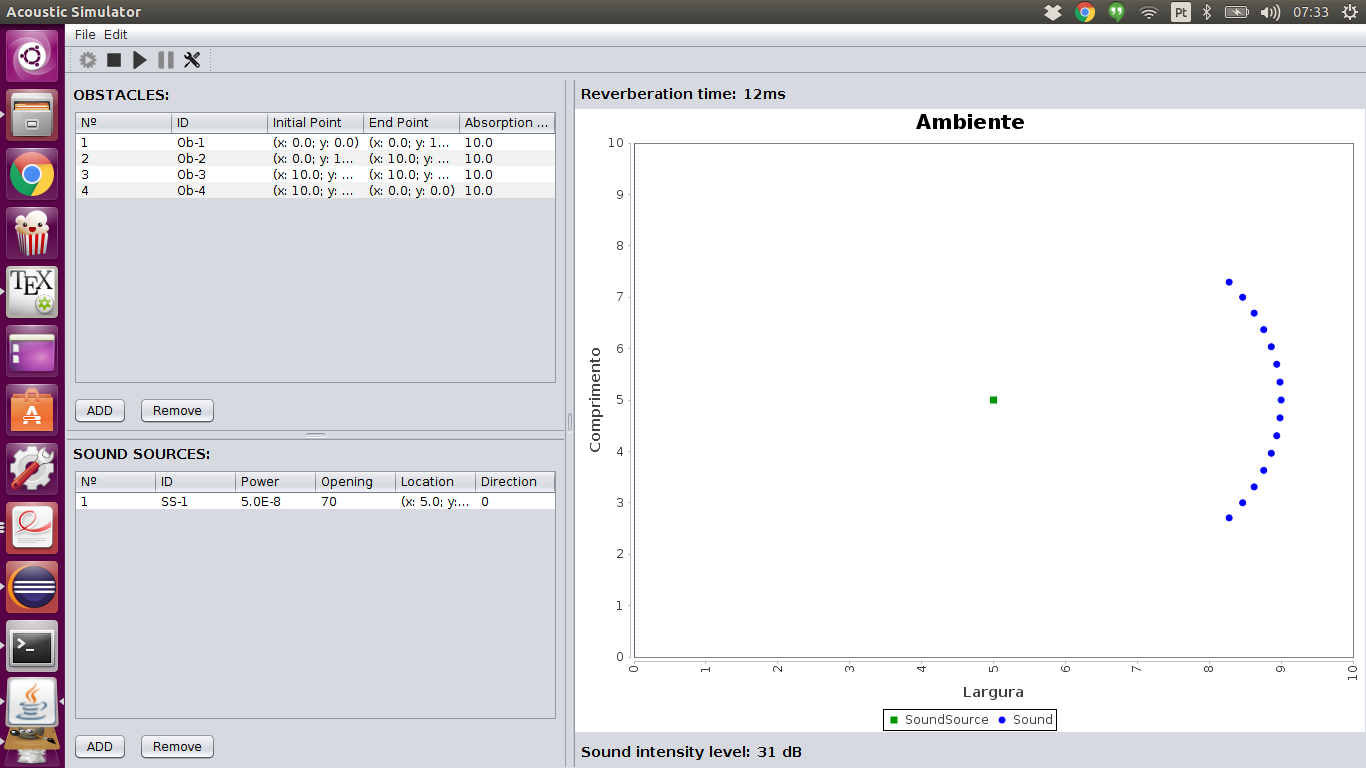 Acoustic Simulator Pt 07:33
File Edit
OBSTACLES:
Nº ID Initial Point End Point Absorption ...
1 Ob-1 (x: 0.0; y: 0.0) (x: 0.0; y: 1... 10.0
2 Ob-2 (x: 0.0; y: 1... (x: 10.0; y: ... 10.0
3 Ob-3 (x: 10.0; y: ... (x: 10.0; y: ... 10.0
4 Ob-4 (x: 10.0; y: ... (x: 0.0; y: 0.0) 10.0
ADD Remove
SOUND SOURCES:
Nº ID Power Opening Location Direction
1 SS-1 5.0E-8 70 (x: 5.0; y:... 0
ADD Remove
Reverberation time: 12ms
Ambiente
10
9
8
7
6
5
4
3
2
1
0
Comprimento
0 1 2 3 4 5 6 7 8 9 10
Largura
SoundSource Sound
Sound intensity level: 31 dB
TEX